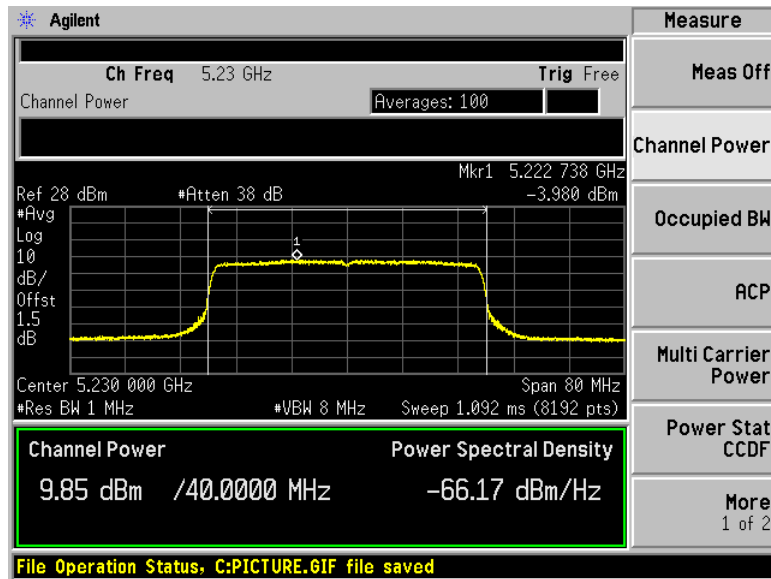 Agilent
Measure
Ch Freq 5.23 GHz Trig Free
Channel Power Averages: 100
Mkr1 5.222 738 GHz
Ref 28 dBm #Atten 38 dB -3.980 dBm
#Avg
Log
10
dB/
Offst
1.5
dB
1
Center 5.230 000 GHz Span 80 MHz
#Res BW 1 MHz #VBW 8 MHz Sweep 1.092 ms (8192 pts)
Channel Power Power Spectral Density
9.85 dBm /40.0000 MHz -66.17 dBm/Hz
File Operation Status, C:PICTURE.GIF file saved
Meas Off
Channel Power
Occupied BW
ACP
Multi Carrier
Power
Power Stat
CCDF
More
1 of 2